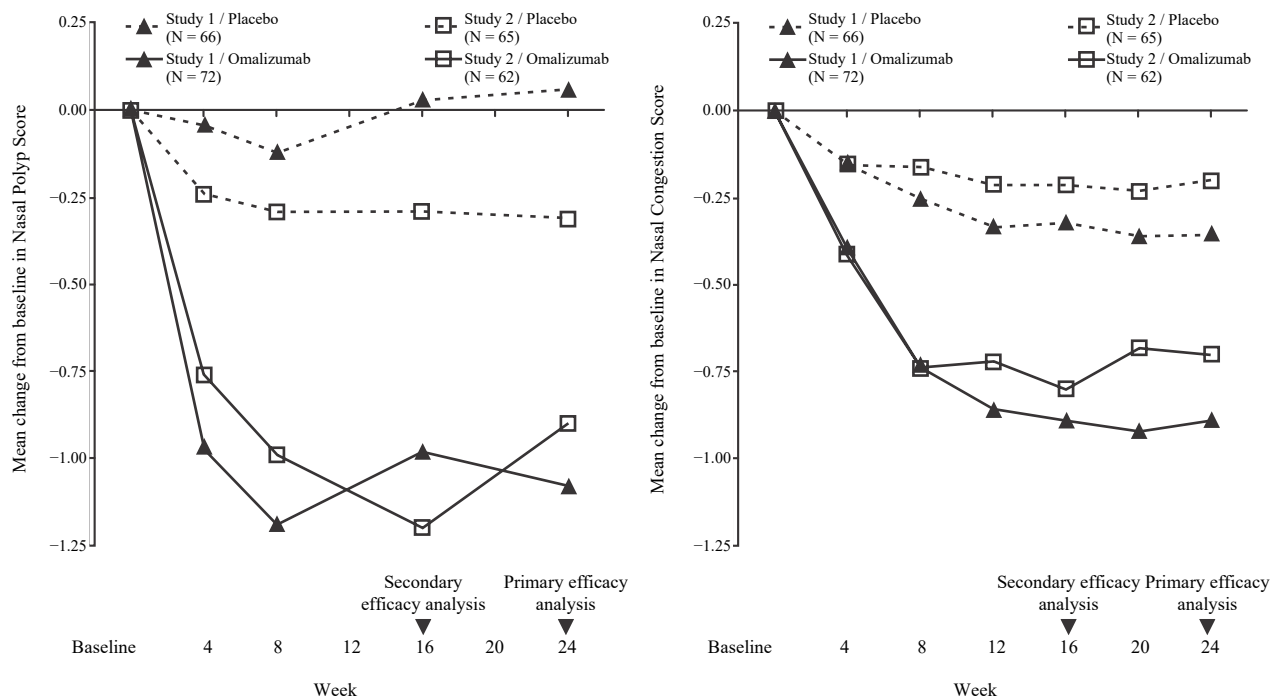 Mean change from baseline in Nasal Polyp Score
0.25
0.00
−0.25
−0.50
−0.75
−1.00
−1.25
Study 1 / Placebo
(N = 66)
Study 1 / Omalizumab
(N = 72)
Study 2 / Placebo
(N = 65)
Study 2 / Omalizumab
(N = 62)
Secondary
efficacy analysis
Primary efficacy
analysis
Baseline 4 8 12 16 20 24
Week
Mean change from baseline in Nasal Congestion Score
0.25
0.00
−0.25
−0.50
−0.75
−1.00
−1.25
Study 1 / Placebo
(N = 66)
Study 1 / Omalizumab
(N = 72)
Study 2 / Placebo
(N = 65)
Study 2 / Omalizumab
(N = 62)
Secondary efficacy
analysis
Primary efficacy
analysis
Baseline 4 8 12 16 20 24
Week